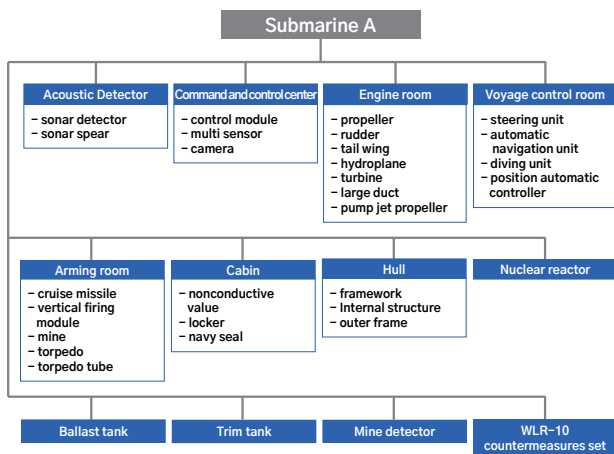 Submarine A
Acoustic Detector
- sonar detector
- sonar spear
Command and control center
- control module
- multi sensor
- camera
Engine room
- propeller
- rudder
- tail wing
- hydroplane
- turbine
- large duct
- pump jet propeller
Voyage control room
- steering unit
- automatic
navigation unit
- diving unit
- position automatic
controller
Arming room
- cruise missile
- vertical firing
module
- mine
- torpedo
- torpedo tube
Cabin
- nonconductive
value
- locker
- navy seal
Hull
- framework
- Internal structure
- outer frame
Nuclear reactor
Ballast tank
Trim tank
Mine detector
WLR-10
countermeasures set